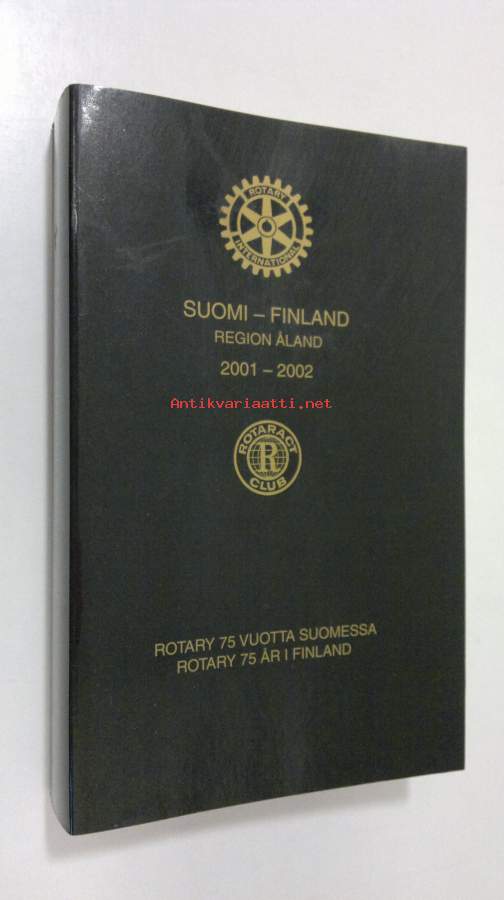 ROTARY
INTERNATIONAL
SUOMI – FINLAND
REGION ÅLAND
2001 – 2002
Antikvariaatti.net
ROTARACT
R
CLUB
ROTARY 75 VUOTTA SUOMESSA
ROTARY 75 ÅR I FINLAND